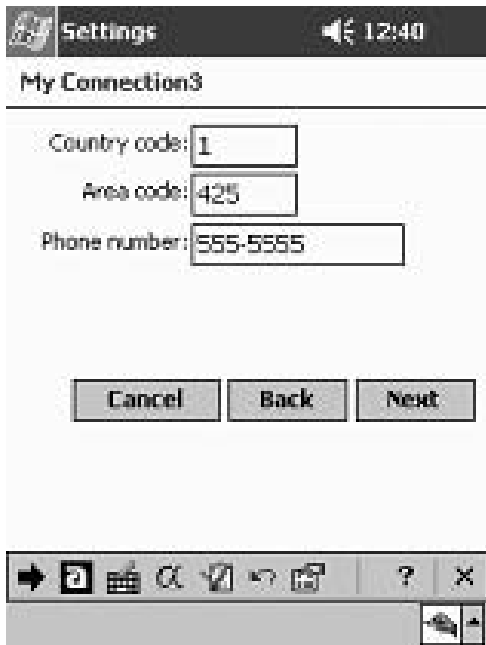 Settings 12:40
My Connection3
Country code: 1
Area code: 425
Phone number: 555-5555
Cancel Back Next
α ? ×